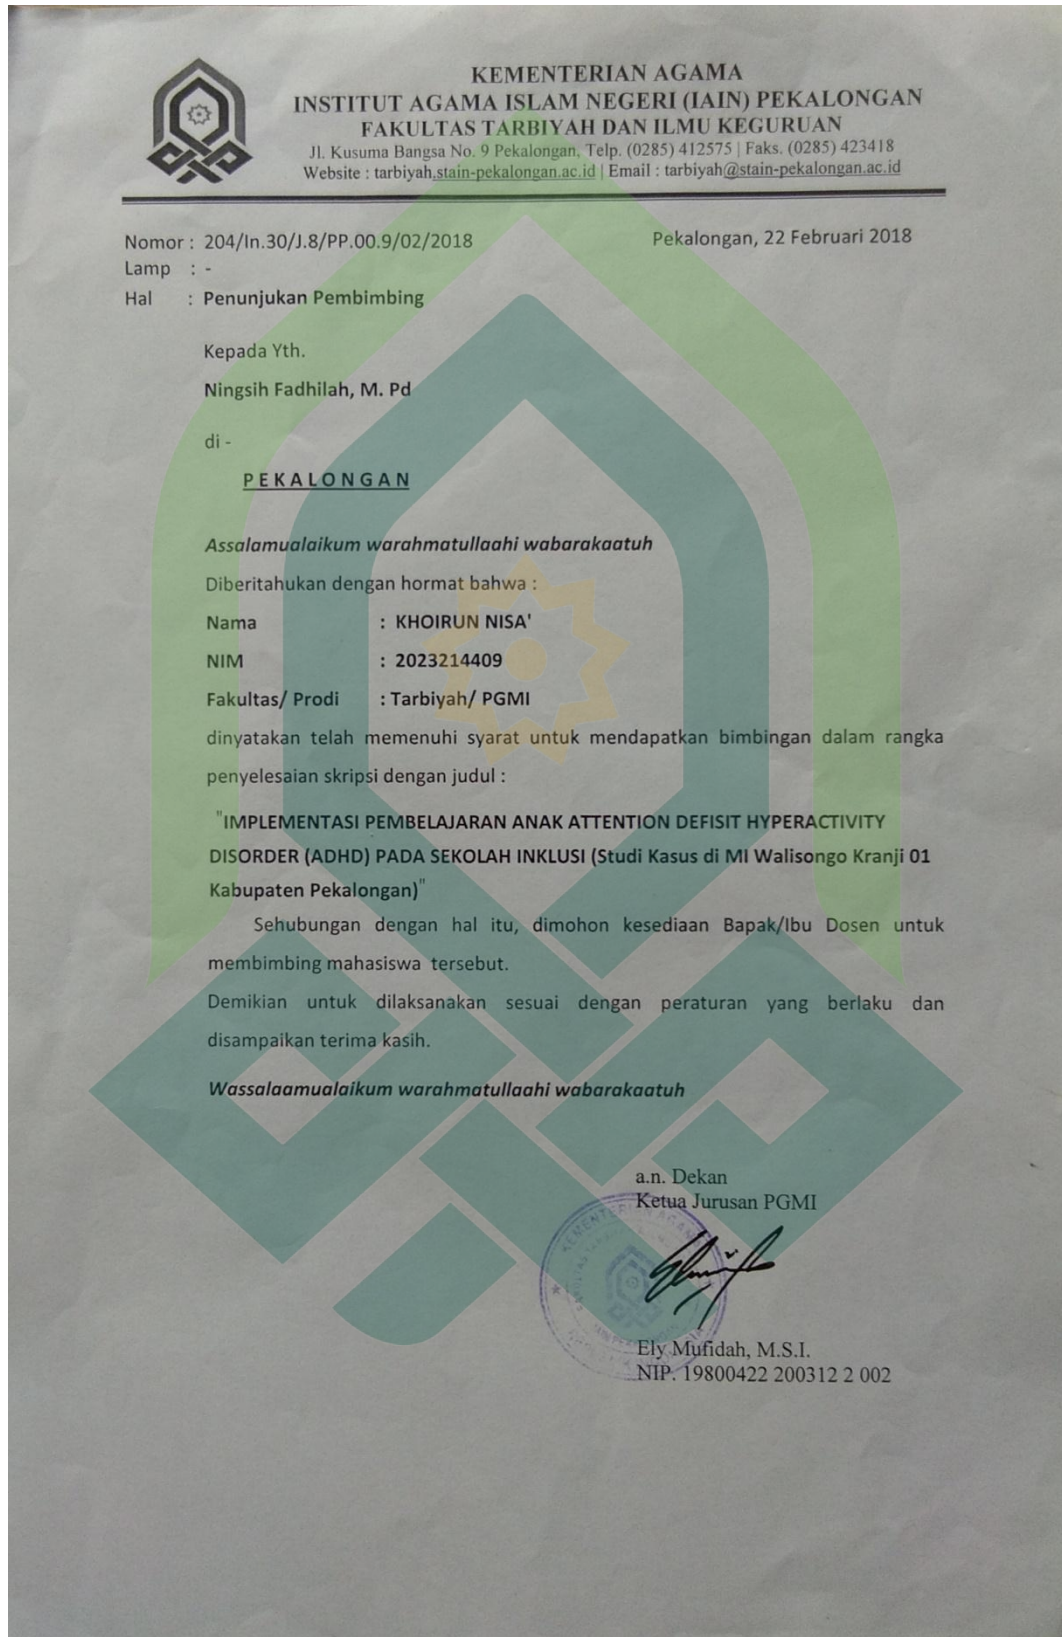 KEMENTERIAN AGAMA
INSTITUT AGAMA ISLAM NEGERI (IAIN) PEKALONGAN
FAKULTAS TARBIYAH DAN ILMU KEGURUAN
Jl. Kusuma Bangsa No. 9 Pekalongan, Telp. (0285) 412575 | Faks. (0285) 423418
Website : tarbiyah.stain-pekalongan.ac.id | Email : tarbiyah@stain-pekalongan.ac.id
Nomor : 204/In.30/J.8/PP.00.9/02/2018 Pekalongan, 22 Februari 2018
Lamp : -
Hal : Penunjukan Pembimbing
Kepada Yth.
Ningsih Fadhilah, M. Pd
di -
PEKALONGAN
Assalamualaikum warahmatullaahi wabarakaatuh
Diberitahukan dengan hormat bahwa :
Nama : KHOIRUN NISA'
NIM : 2023214409
Fakultas/ Prodi : Tarbiyah/ PGMI
dinyatakan telah memenuhi syarat untuk mendapatkan bimbingan dalam rangka
penyelesaian skripsi dengan judul :
"IMPLEMENTASI PEMBELAJARAN ANAK ATTENTION DEFISIT HYPERACTIVITY
DISORDER (ADHD) PADA SEKOLAH INKLUSI (Studi Kasus di MI Walisongo Kranji 01
Kabupaten Pekalongan)"
Sehubungan dengan hal itu, dimohon kesediaan Bapak/Ibu Dosen untuk
membimbing mahasiswa tersebut.
Demikian untuk dilaksanakan sesuai dengan peraturan yang berlaku dan
disampaikan terima kasih.
Wassalaamualaikum warahmatullaahi wabarakaatuh
a.n. Dekan
Ketua Jurusan PGMI
KEMENTERIAN AGAMA
Ely Mufidah, M.S.I.
NIP. 19800422 200312 2 002